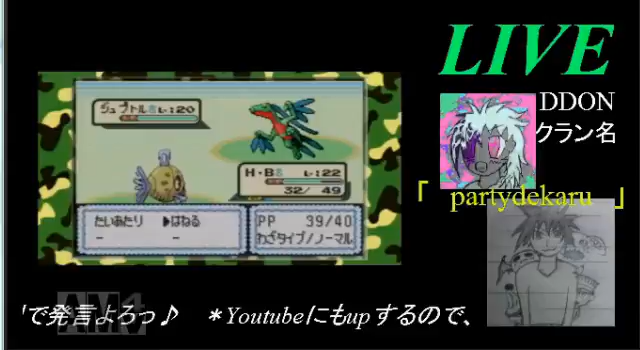 LIVE
DDON
クラン名
「 partydekaru 」
ジュプトル♂ L:20
H·B♂ L:22
32/ 49
たいあたり ▶はねる
- -
PP 39/40
わざタイプ/ノーマル
で発言よろっ♪ *Youtubeにもupするので、